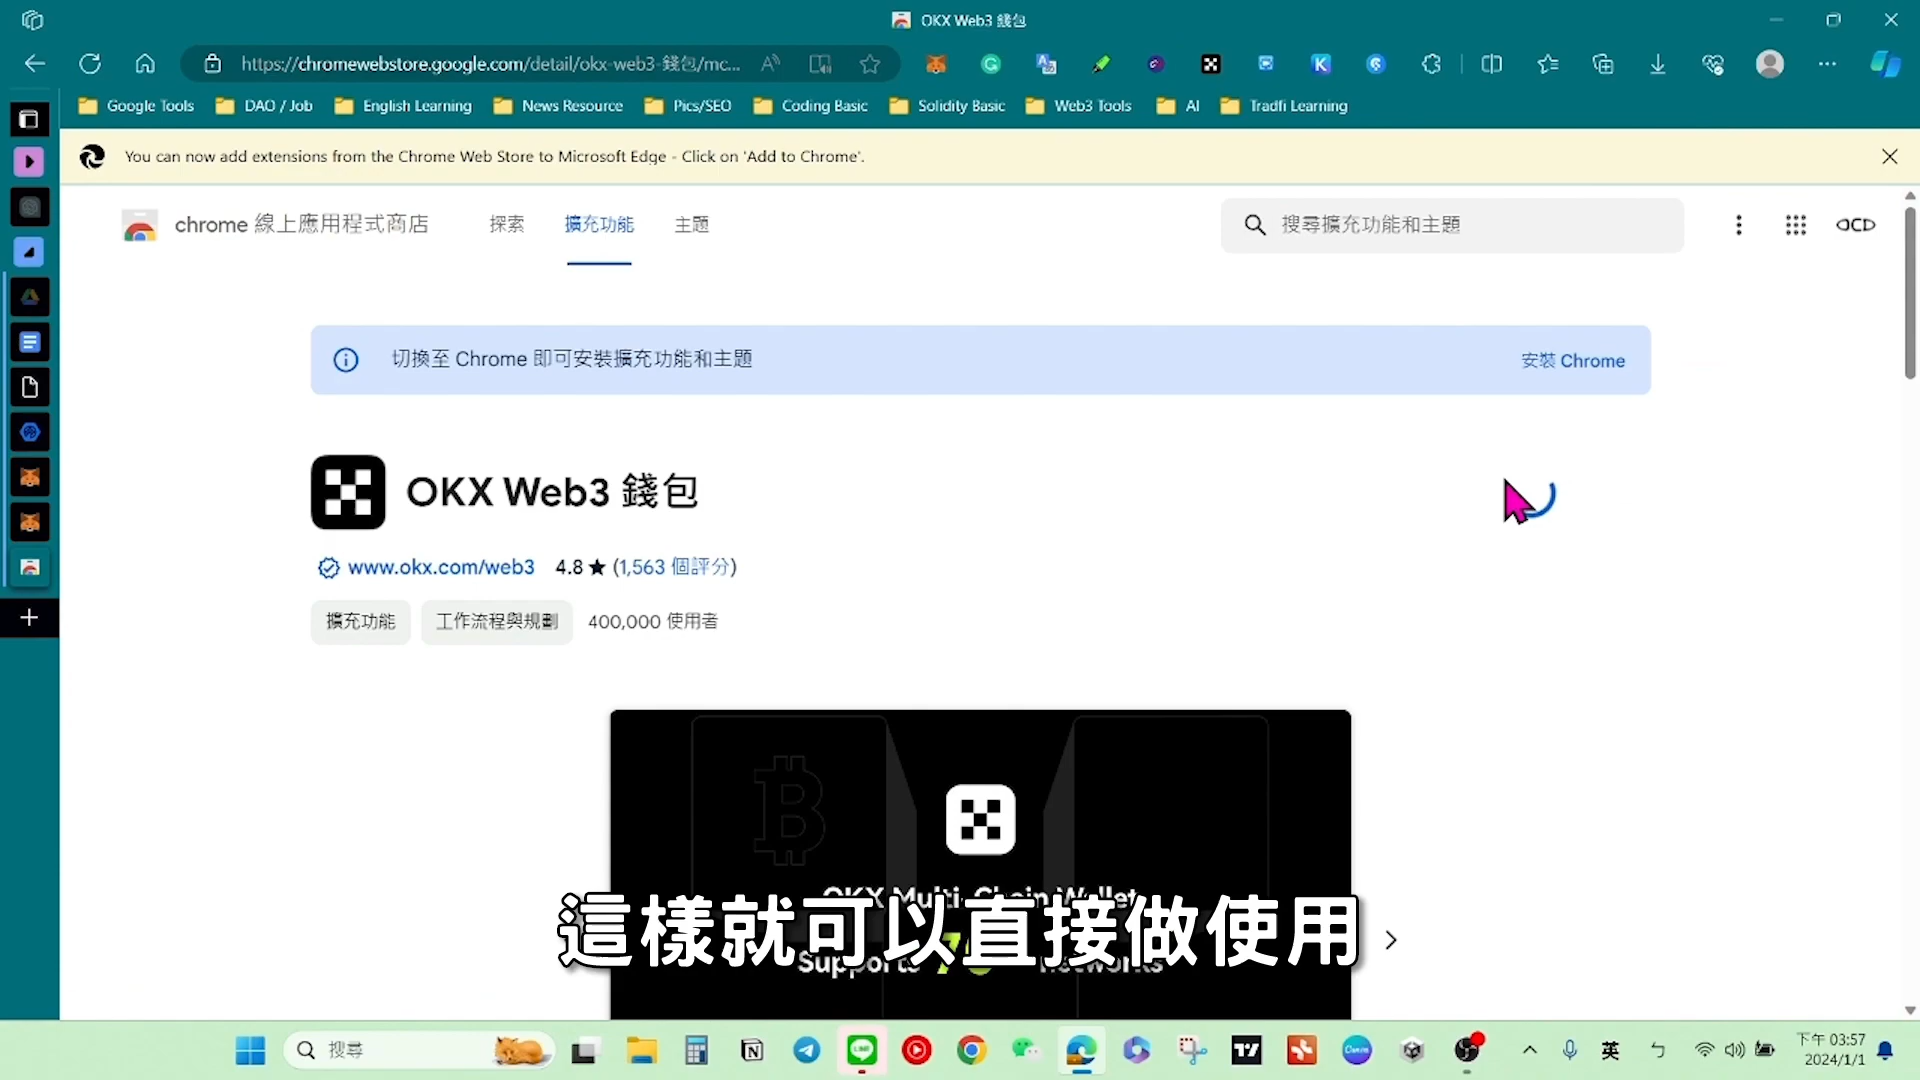 OKX Web3 錢包
https://chromewebstore.google.com/detail/okx-web3-錢包/mc...
Google Tools
DAO / Job
English Learning
News Resource
Pics/SEO
Coding Basic
Solidity Basic
Web3 Tools
AI
Tradfi Learning
You can now add extensions from the Chrome Web Store to Microsoft Edge - Click on 'Add to Chrome'.
chrome 線上應用程式商店
探索
擴充功能
主題
搜尋擴充功能和主題
切換至 Chrome 即可安裝擴充功能和主題
安裝 Chrome
OKX Web3 錢包
www.okx.com/web3 4.8 ★ (1,563 個評分)
擴充功能 工作流程與規劃 400,000 使用者
OKX Multi-Chain Wallet
這樣就可以直接做使用
Supports networks
搜尋
英
下午 03:57
2024/1/1